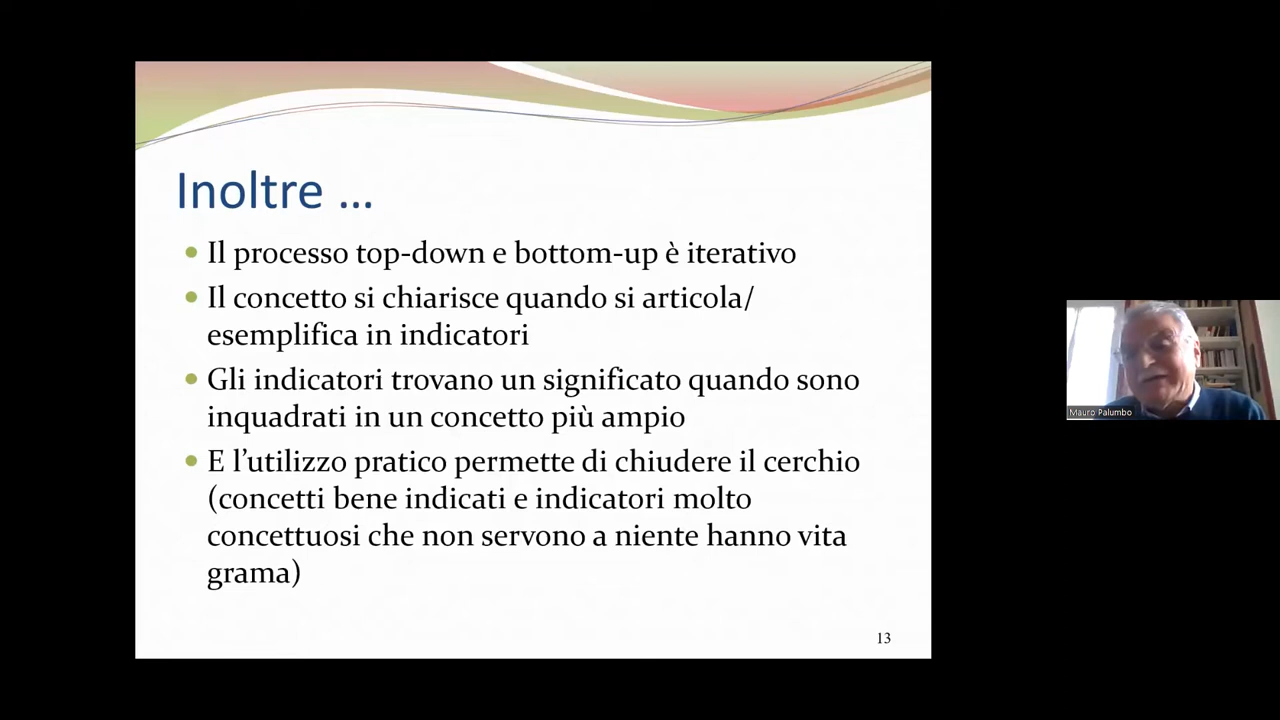 Inoltre …
Il processo top-down e bottom-up è iterativo
Il concetto si chiarisce quando si articola/
esemplifica in indicatori
Gli indicatori trovano un significato quando sono
inquadrati in un concetto più ampio
E l’utilizzo pratico permette di chiudere il cerchio
(concetti bene indicati e indicatori molto
concettuosi che non servono a niente hanno vita
grama)
13
Mauro Palumbo